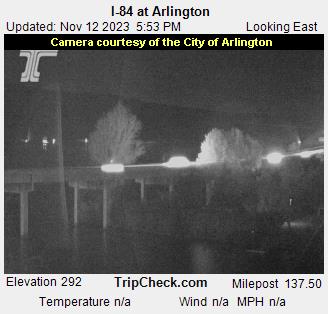 I-84 at Arlington
Updated: Nov 12 2023 5:53 PM Looking East
Camera courtesy of the City of Arlington
Elevation 292 TripCheck.com Milepost 137.50
Temperature n/a Wind n/a MPH n/a